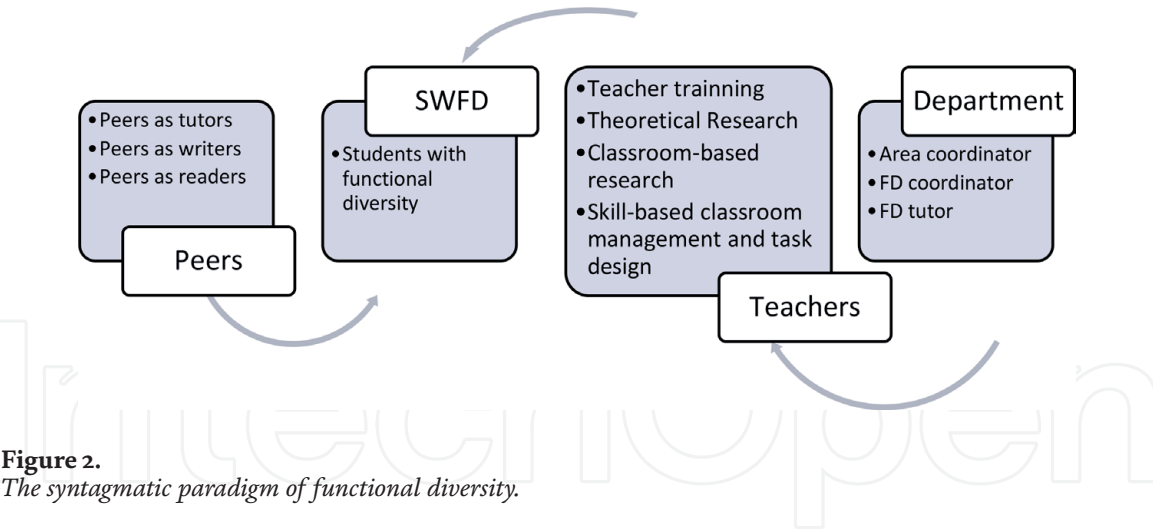 • Peers as tutors
• Peers as writers
• Peers as readers
Peers
SWFD
• Students with
functional
diversity
• Teacher trainning
• Theoretical Research
• Classroom-based
research
• Skill-based classroom
management and task
design
Teachers
Department
• Area coordinator
• FD coordinator
• FD tutor
IntechOpen
Figure 2.
The syntagmatic paradigm of functional diversity.